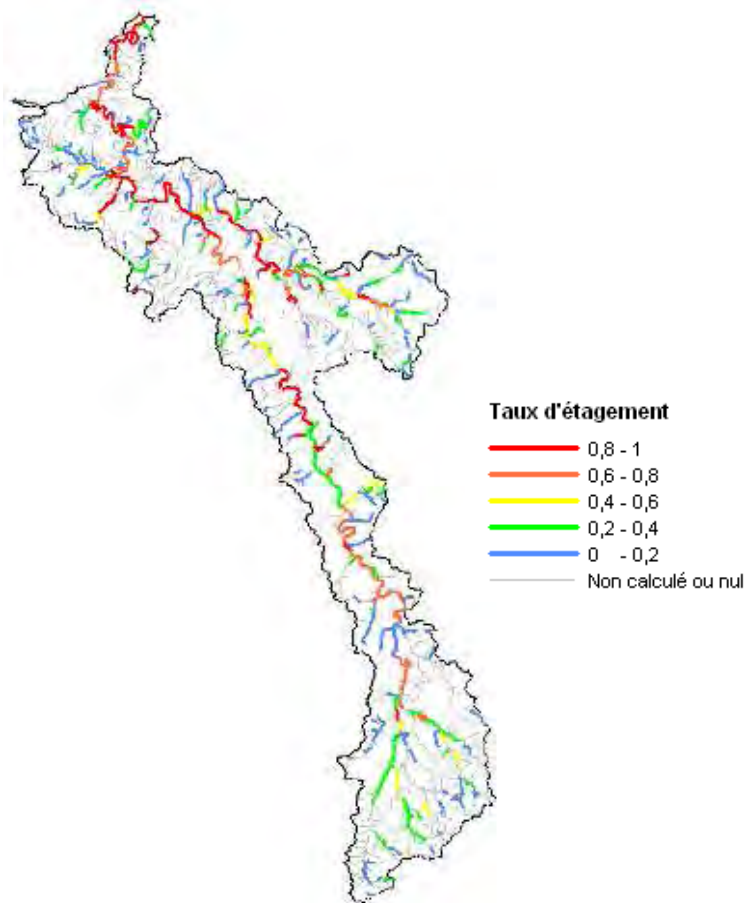 Taux d'étagement
0,8 - 1
0,6 - 0,8
0,4 - 0,6
0,2 - 0,4
0 - 0,2
Non calculé ou nul